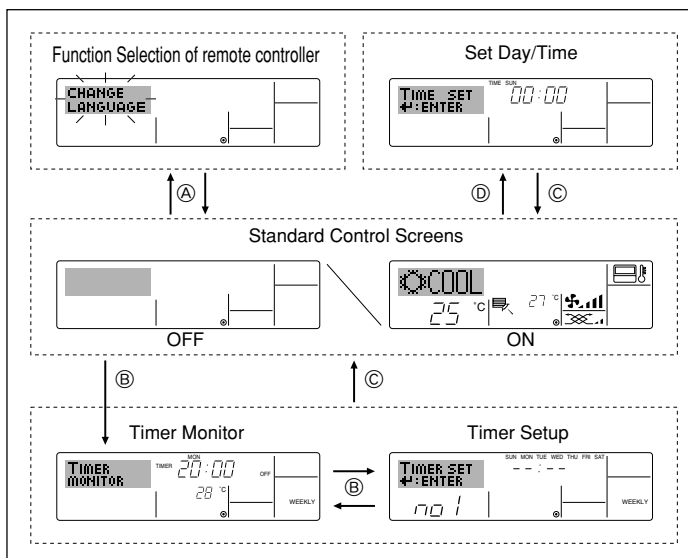 Function Selection of remote controller
CHANGE
LANGUAGE
Set Day/Time
TIME SUN
TIME SET
↵:ENTER
00:00
Ⓐ
Ⓓ
Ⓒ
Standard Control Screens
COOL
25 °C
27 °C
OFF
ON
Ⓑ
Ⓒ
Timer Monitor
MON
TIMER
MONITOR
TIMER 20:00 OFF
28 °C
WEEKLY
Ⓑ
Timer Setup
SUN MON TUE WED THU FRI SAT
TIMER SET
↵:ENTER
--:--
no 1
WEEKLY